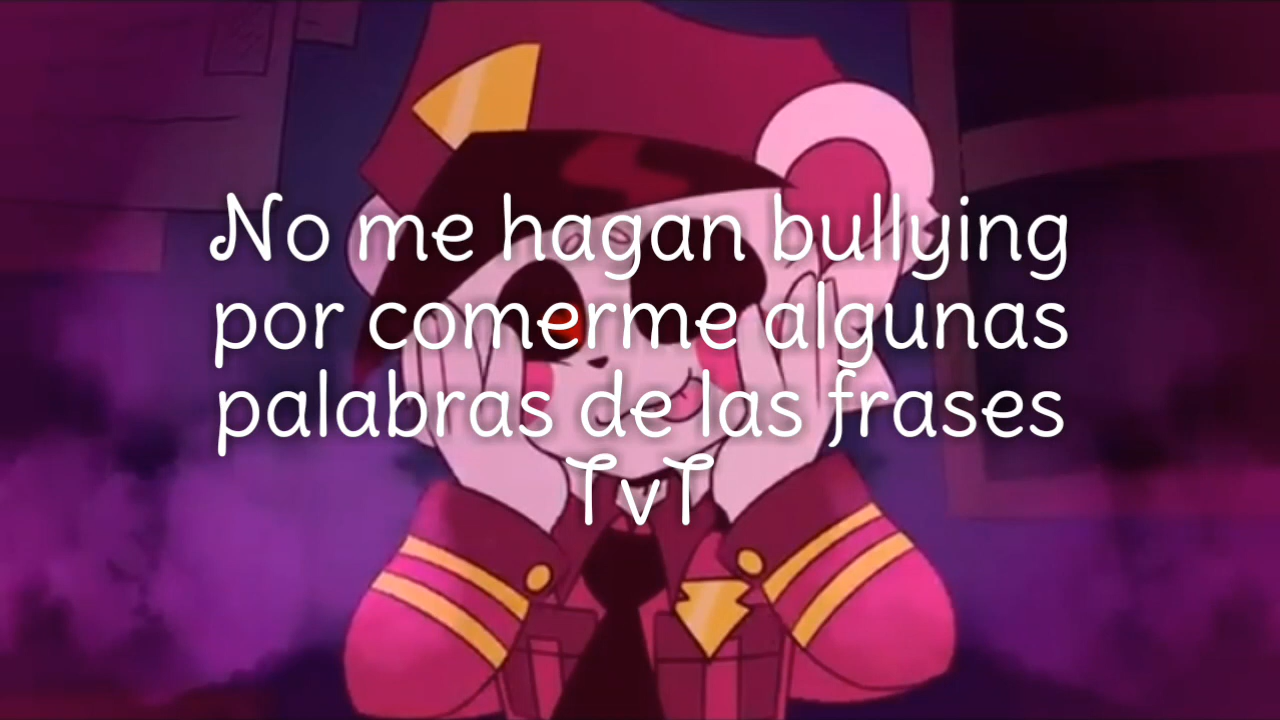 No me hagan bullying
por comerme algunas
palabras de las frases
TvT